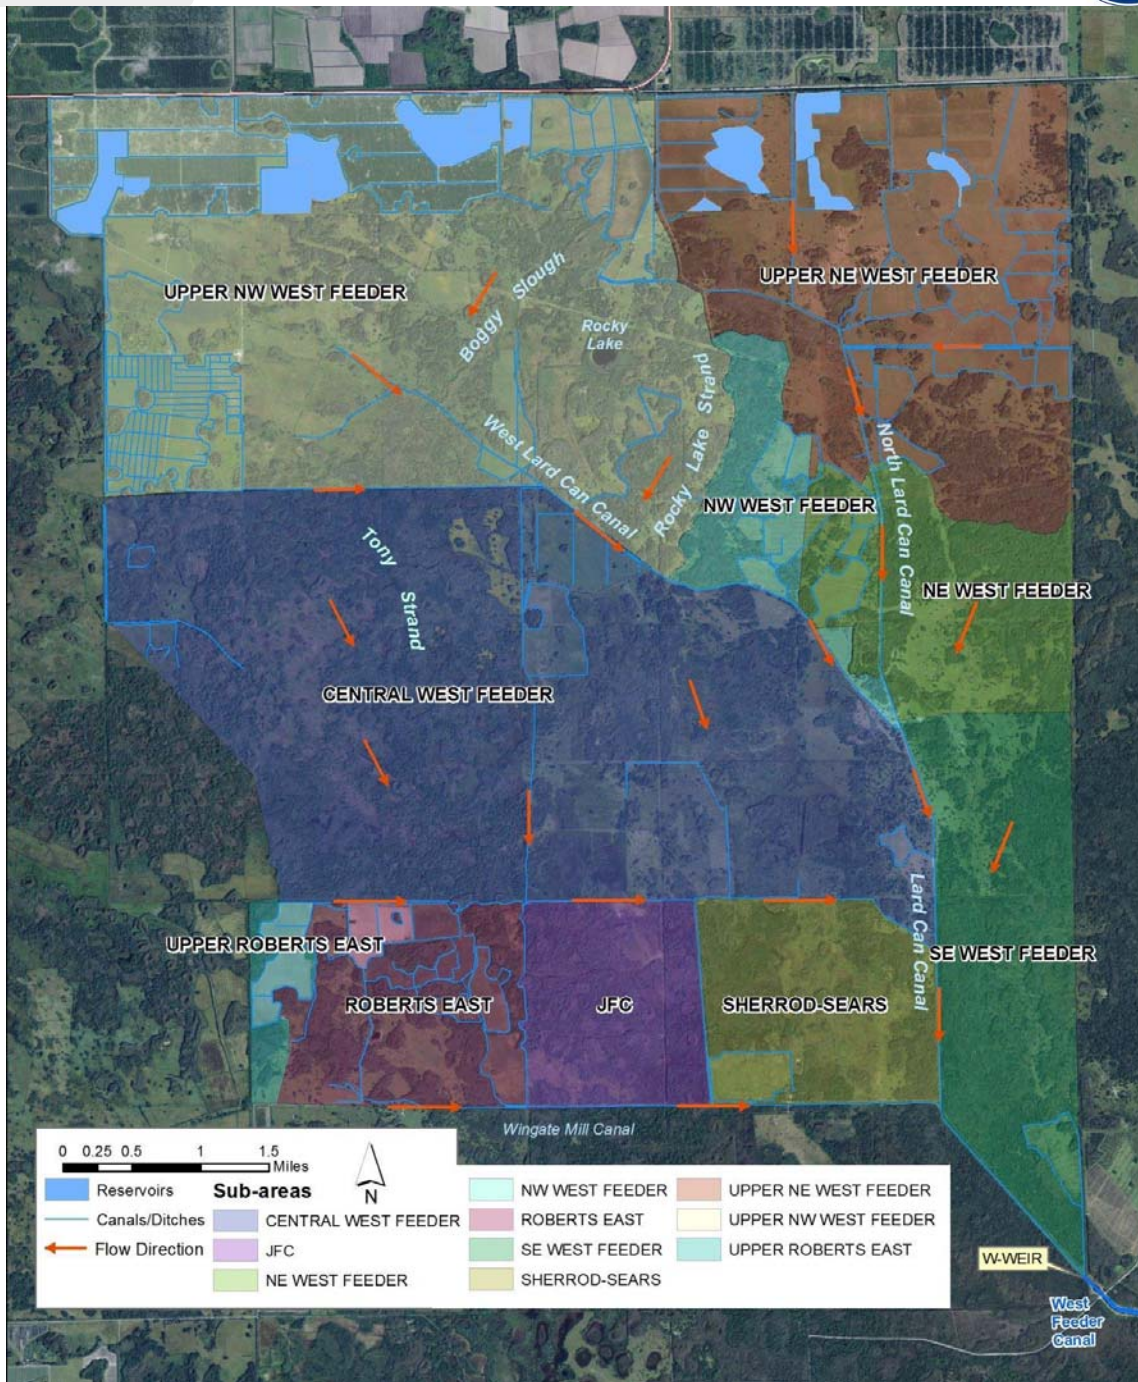 UPPER NW WEST FEEDER
UPPER NE WEST FEEDER
Boggy Slough
Rocky
Lake
Rocky Lake Strand
West Lard Can Canal
North Lard Can Canal
NW WEST FEEDER
Tony
Strand
NE WEST FEEDER
CENTRAL WEST FEEDER
Lard Can Canal
UPPER ROBERTS EAST
SE WEST FEEDER
ROBERTS EAST
JFC
SHERROD-SEARS
Wingate Mill Canal
0 0.25 0.5 1 1.5
Miles
N
Reservoirs
Canals/Ditches
Flow Direction
Sub-areas
CENTRAL WEST FEEDER
JFC
NE WEST FEEDER
NW WEST FEEDER
ROBERTS EAST
SE WEST FEEDER
SHERROD-SEARS
UPPER NE WEST FEEDER
UPPER NW WEST FEEDER
UPPER ROBERTS EAST
W-WEIR
West
Feeder
Canal